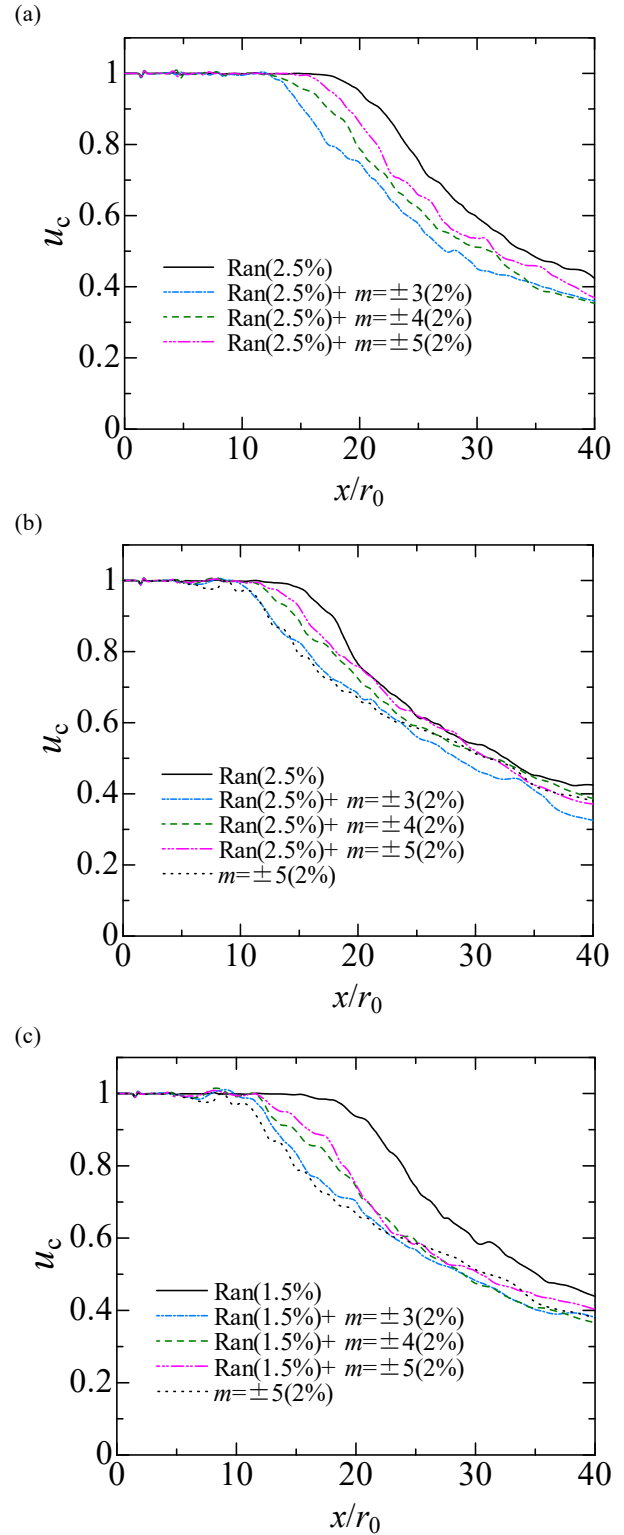 (a)
1
0.8
0.6
0.4
0.2
0
u_c
Ran(2.5%)
Ran(2.5%)+ m=±3(2%)
Ran(2.5%)+ m=±4(2%)
Ran(2.5%)+ m=±5(2%)
0 10 20 30 40
x/r_0
(b)
1
0.8
0.6
0.4
0.2
0
u_c
Ran(2.5%)
Ran(2.5%)+ m=±3(2%)
Ran(2.5%)+ m=±4(2%)
Ran(2.5%)+ m=±5(2%)
m=±5(2%)
0 10 20 30 40
x/r_0
(c)
1
0.8
0.6
0.4
0.2
0
u_c
Ran(1.5%)
Ran(1.5%)+ m=±3(2%)
Ran(1.5%)+ m=±4(2%)
Ran(1.5%)+ m=±5(2%)
m=±5(2%)
0 10 20 30 40
x/r_0